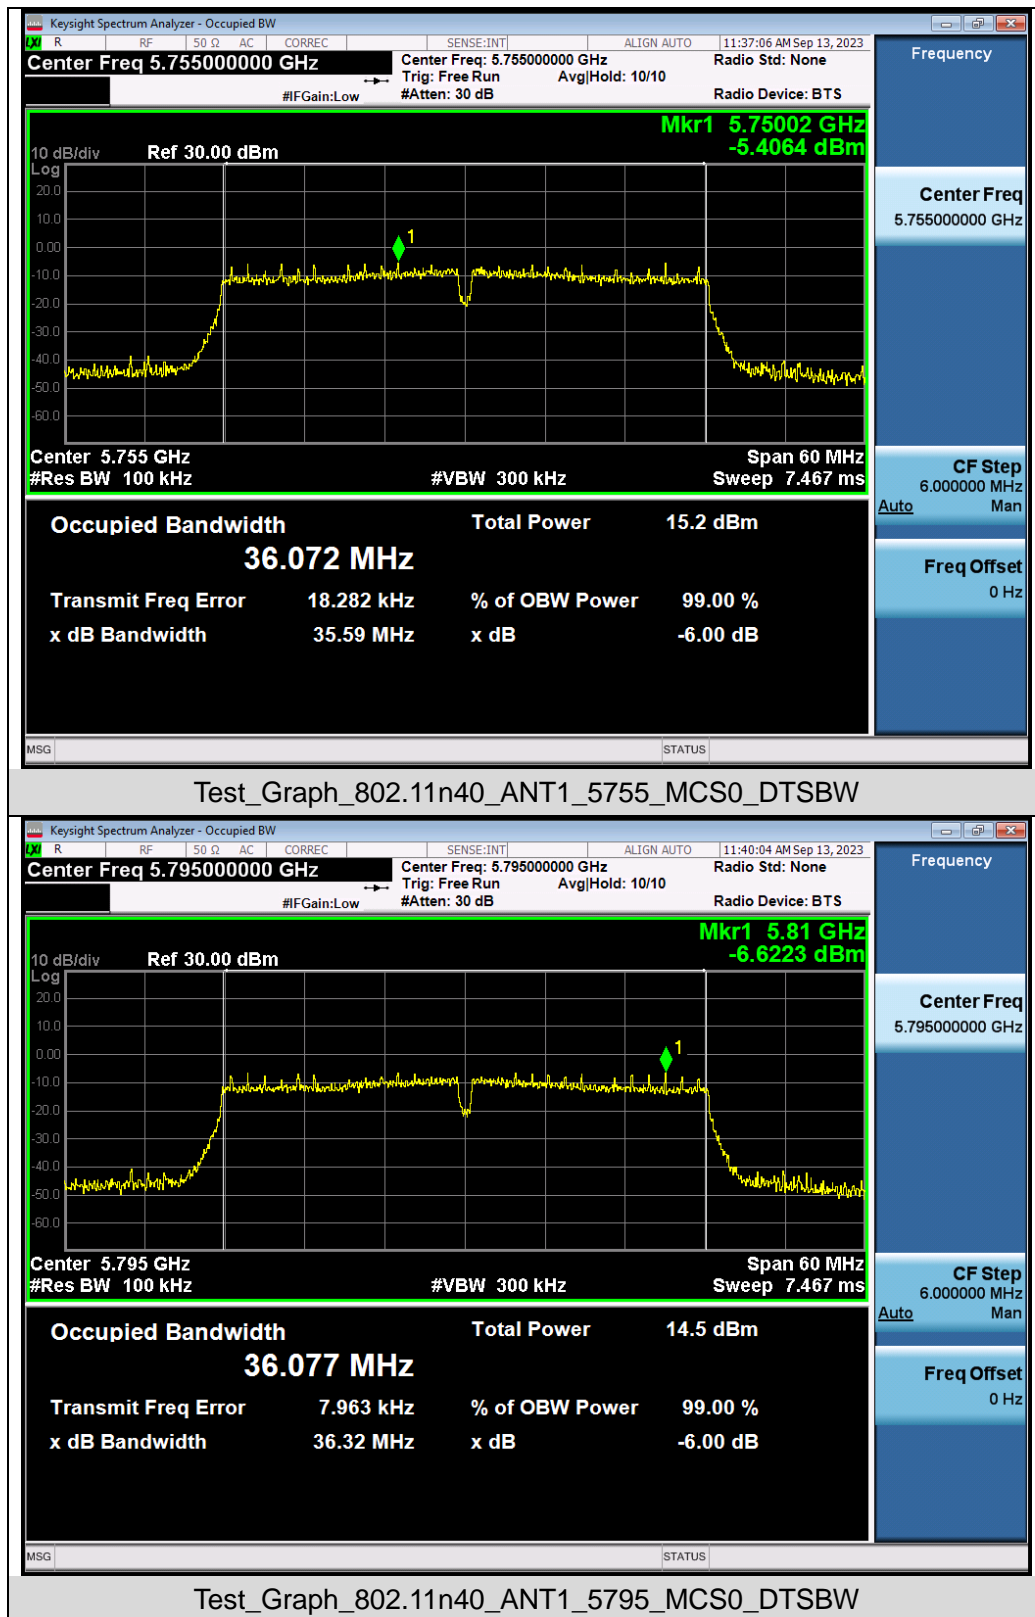 Keysight Spectrum Analyzer - Occupied BW
LXI R RF 50 Ω AC CORREC SENSE:INT ALIGN AUTO 11:37:06 AM Sep 13, 2023
Center Freq 5.755000000 GHz
Center Freq: 5.755000000 GHz
Radio Std: None
Trig: Free Run Avg|Hold: 10/10
#IFGain:Low #Atten: 30 dB Radio Device: BTS
Frequency
Mkr1 5.75002 GHz
-5.4064 dBm
10 dB/div Ref 30.00 dBm
Log
20.0
10.0
0.00
-10.0
-20.0
-30.0
-40.0
-50.0
-60.0
1
Center Freq
5.755000000 GHz
Center 5.755 GHz Span 60 MHz
#Res BW 100 kHz #VBW 300 kHz Sweep 7.467 ms
CF Step
6.000000 MHz
Auto Man
Occupied Bandwidth Total Power 15.2 dBm
36.072 MHz
Freq Offset
0 Hz
Transmit Freq Error 18.282 kHz % of OBW Power 99.00 %
x dB Bandwidth 35.59 MHz x dB -6.00 dB
MSG STATUS
Test_Graph_802.11n40_ANT1_5755_MCS0_DTSBW
Keysight Spectrum Analyzer - Occupied BW
LXI R RF 50 Ω AC CORREC SENSE:INT ALIGN AUTO 11:40:04 AM Sep 13, 2023
Center Freq 5.795000000 GHz
Center Freq: 5.795000000 GHz
Radio Std: None
Trig: Free Run Avg|Hold: 10/10
#IFGain:Low #Atten: 30 dB Radio Device: BTS
Frequency
Mkr1 5.81 GHz
-6.6223 dBm
10 dB/div Ref 30.00 dBm
Log
20.0
10.0
0.00
-10.0
-20.0
-30.0
-40.0
-50.0
-60.0
1
Center Freq
5.795000000 GHz
Center 5.795 GHz Span 60 MHz
#Res BW 100 kHz #VBW 300 kHz Sweep 7.467 ms
CF Step
6.000000 MHz
Auto Man
Occupied Bandwidth Total Power 14.5 dBm
36.077 MHz
Freq Offset
0 Hz
Transmit Freq Error 7.963 kHz % of OBW Power 99.00 %
x dB Bandwidth 36.32 MHz x dB -6.00 dB
MSG STATUS
Test_Graph_802.11n40_ANT1_5795_MCS0_DTSBW